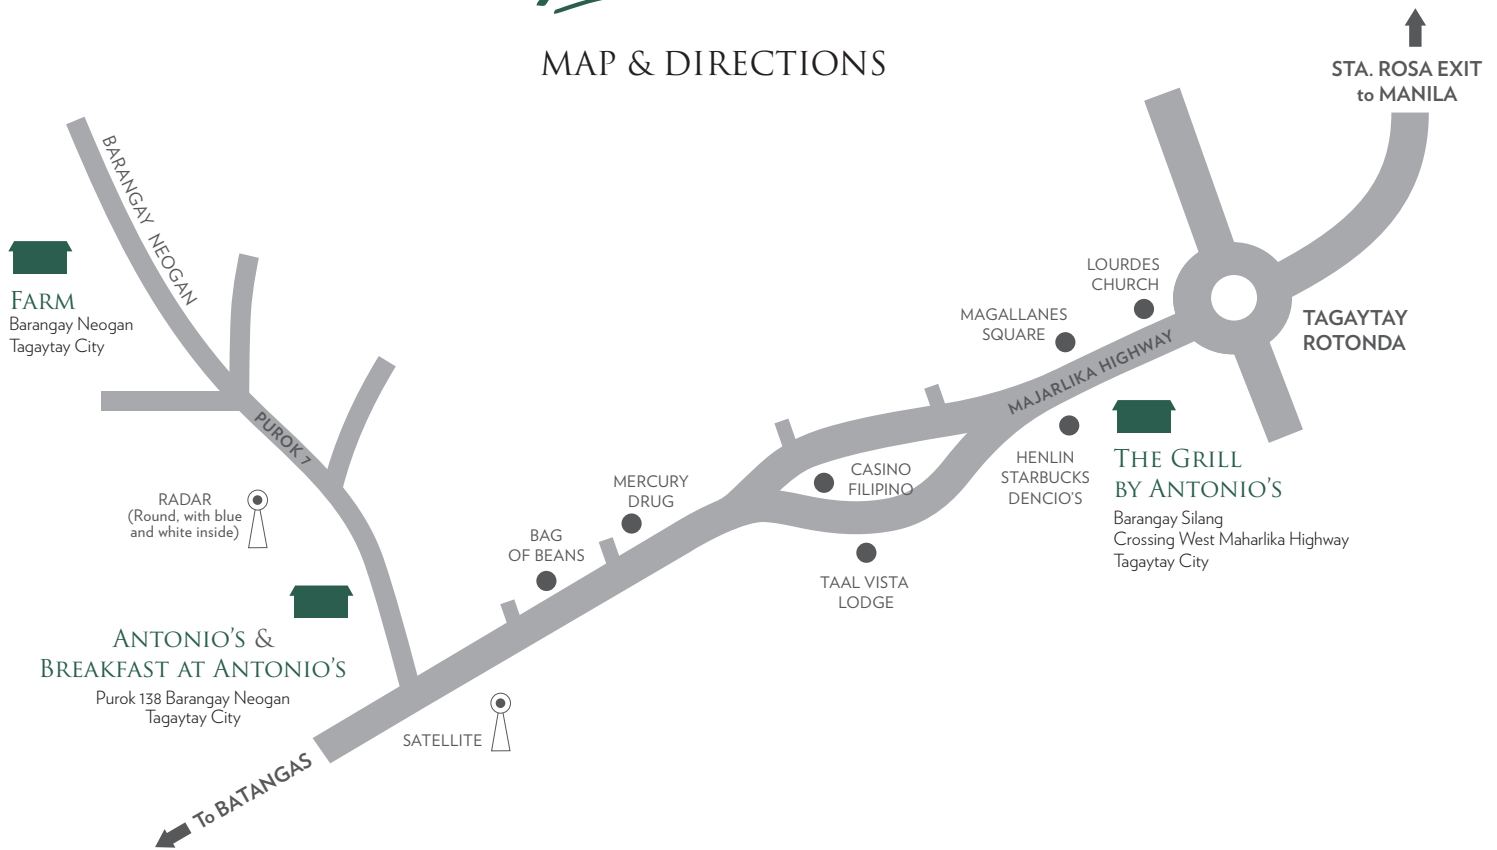 MAP & DIRECTIONS
STA. ROSA EXIT
to MANILA
BARANGAY NEOGAN
FARM
Barangay Neogan
Tagaytay City
LOURDES
CHURCH
MAGALLANES
SQUARE
TAGAYTAY
ROTONDA
MAJARLIKA HIGHWAY
PUROK 7
HENLIN
STARBUCKS
DENCIO'S
THE GRILL
BY ANTONIO'S
Barangay Silang
Crossing West Maharlika Highway
Tagaytay City
CASINO
FILIPINO
MERCURY
DRUG
RADAR
(Round, with blue
and white inside)
BAG
OF BEANS
TAAL VISTA
LODGE
ANTONIO'S &
BREAKFAST AT ANTONIO'S
Purok 138 Barangay Neogan
Tagaytay City
SATELLITE
To BATANGAS